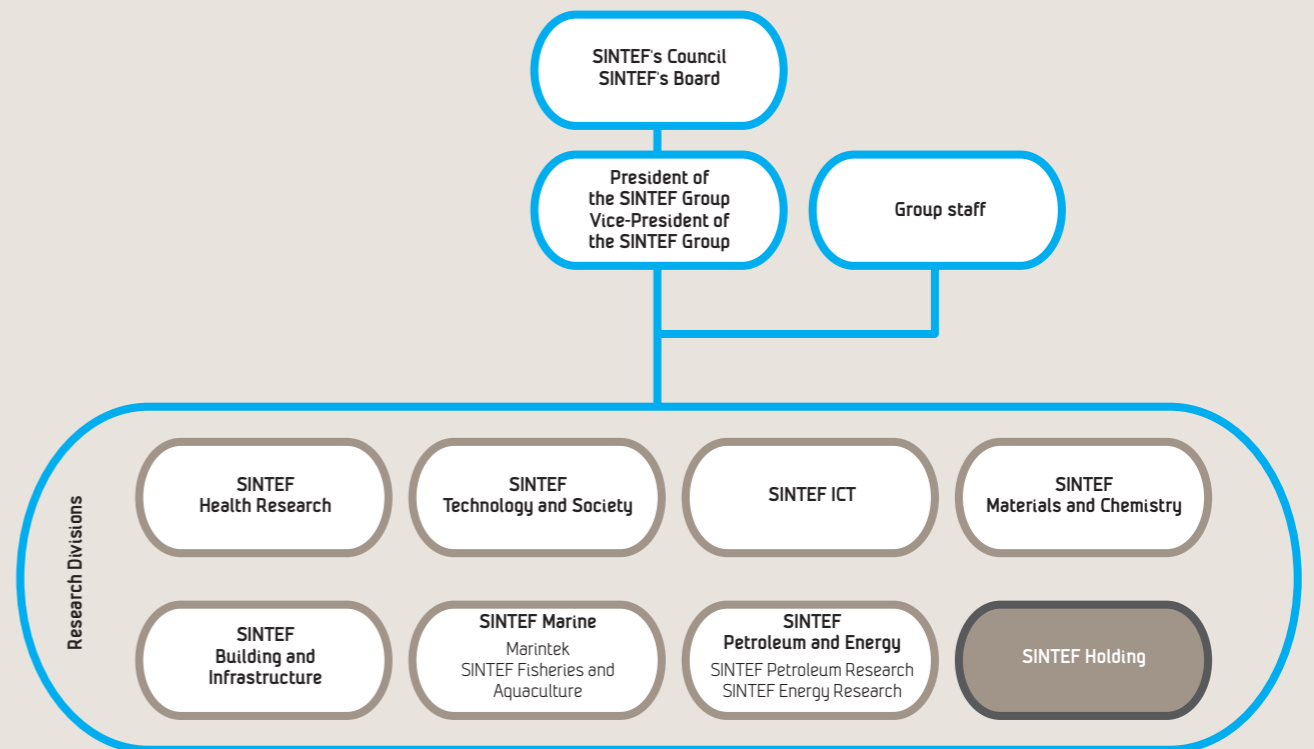 SINTEF's Council
SINTEF's Board
President of
the SINTEF Group
Vice-President of
the SINTEF Group
Group staff
Research Divisions
SINTEF
Health Research
SINTEF
Technology and Society
SINTEF ICT
SINTEF
Materials and Chemistry
SINTEF
Building and
Infrastructure
SINTEF Marine
Marintek
SINTEF Fisheries and
Aquaculture
SINTEF
Petroleum and Energy
SINTEF Petroleum Research
SINTEF Energy Research
SINTEF Holding